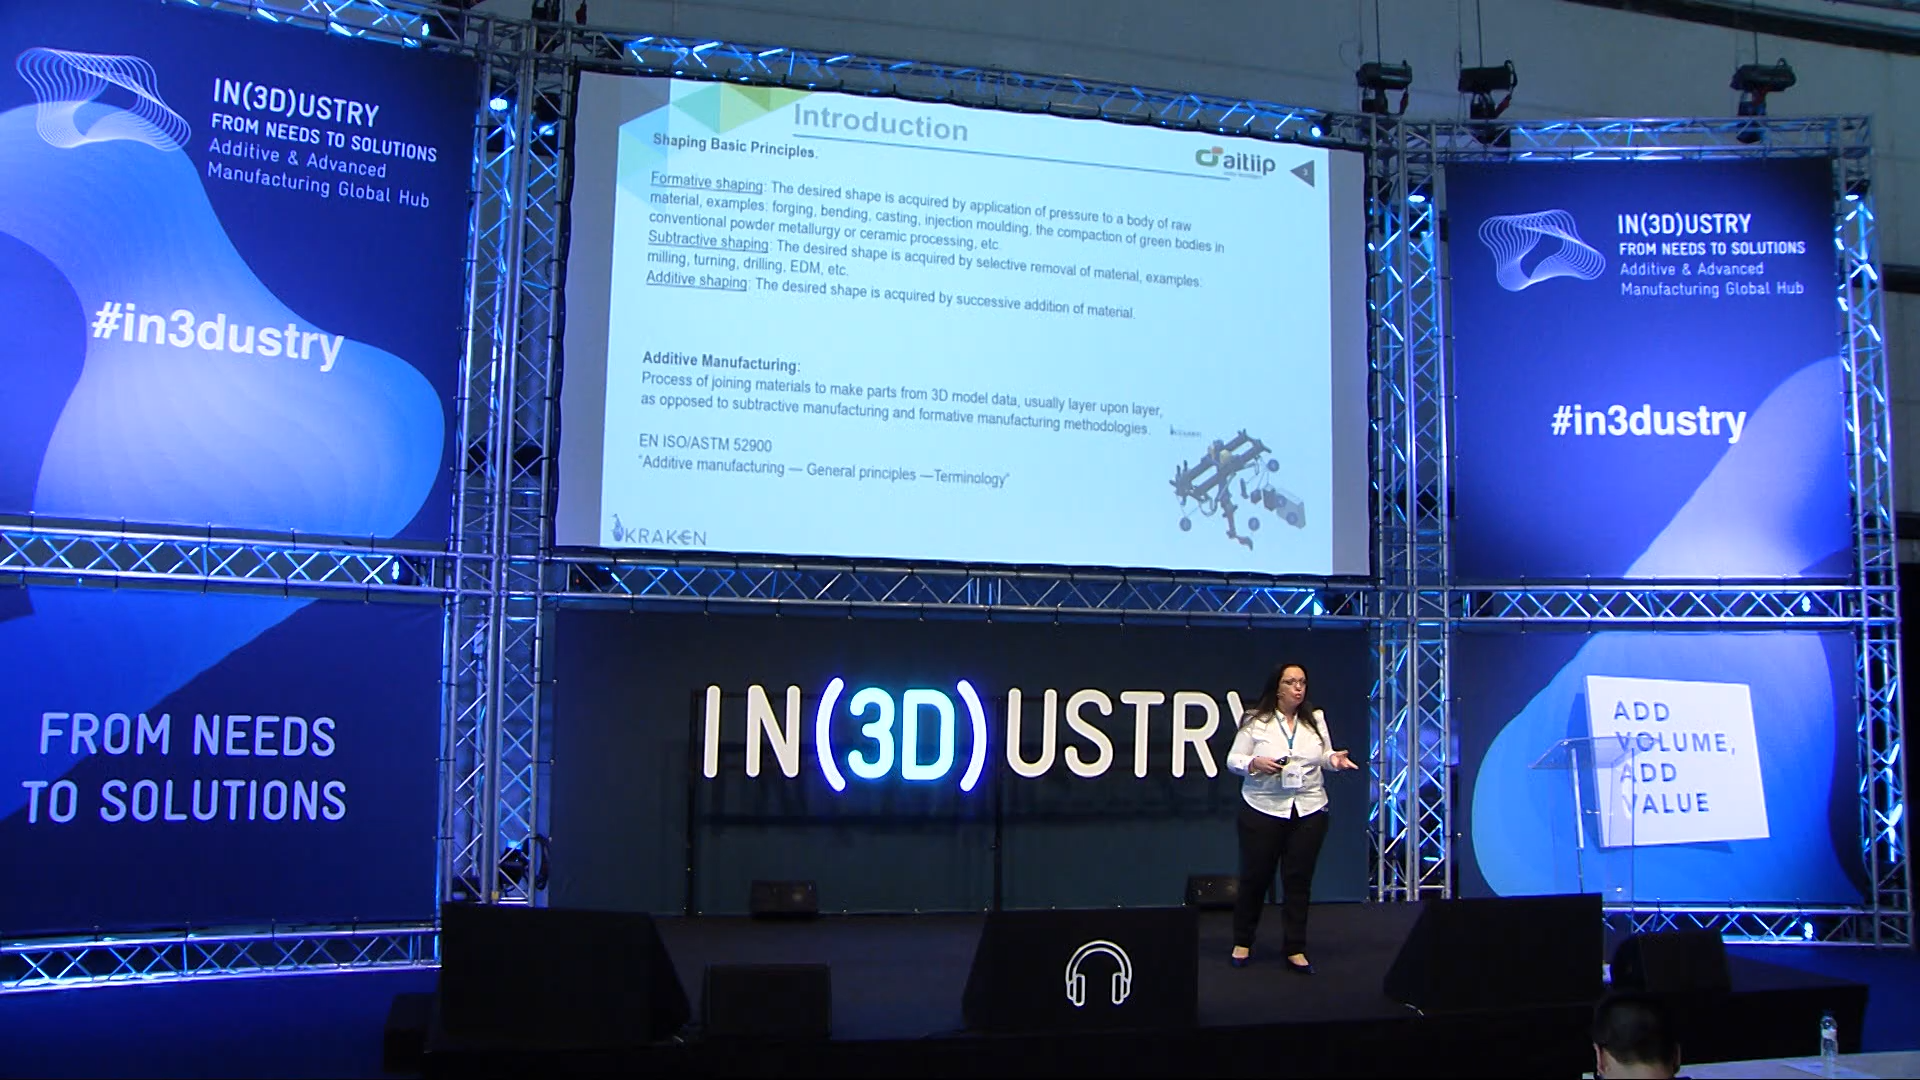 IN(3D)USTRY
FROM NEEDS TO SOLUTIONS
Additive & Advanced
Manufacturing Global Hub
#in3dustry
FROM NEEDS
TO SOLUTIONS
Introduction
aitiip
3
Shaping Basic Principles.
Formative shaping: The desired shape is acquired by application of pressure to a body of raw
material, examples: forging, bending, casting, injection moulding, the compaction of green bodies in
conventional powder metallurgy or ceramic processing, etc.
Subtractive shaping: The desired shape is acquired by selective removal of material, examples:
milling, turning, drilling, EDM, etc.
Additive shaping: The desired shape is acquired by successive addition of material.
Additive Manufacturing:
Process of joining materials to make parts from 3D model data, usually layer upon layer,
as opposed to subtractive manufacturing and formative manufacturing methodologies.
EN ISO/ASTM 52900
"Additive manufacturing — General principles —Terminology"
KRAK€N
IN(3D)USTRY
IN(3D)USTRY
FROM NEEDS TO SOLUTIONS
Additive & Advanced
Manufacturing Global Hub
#in3dustry
ADD
VOLUME,
ADD
VALUE